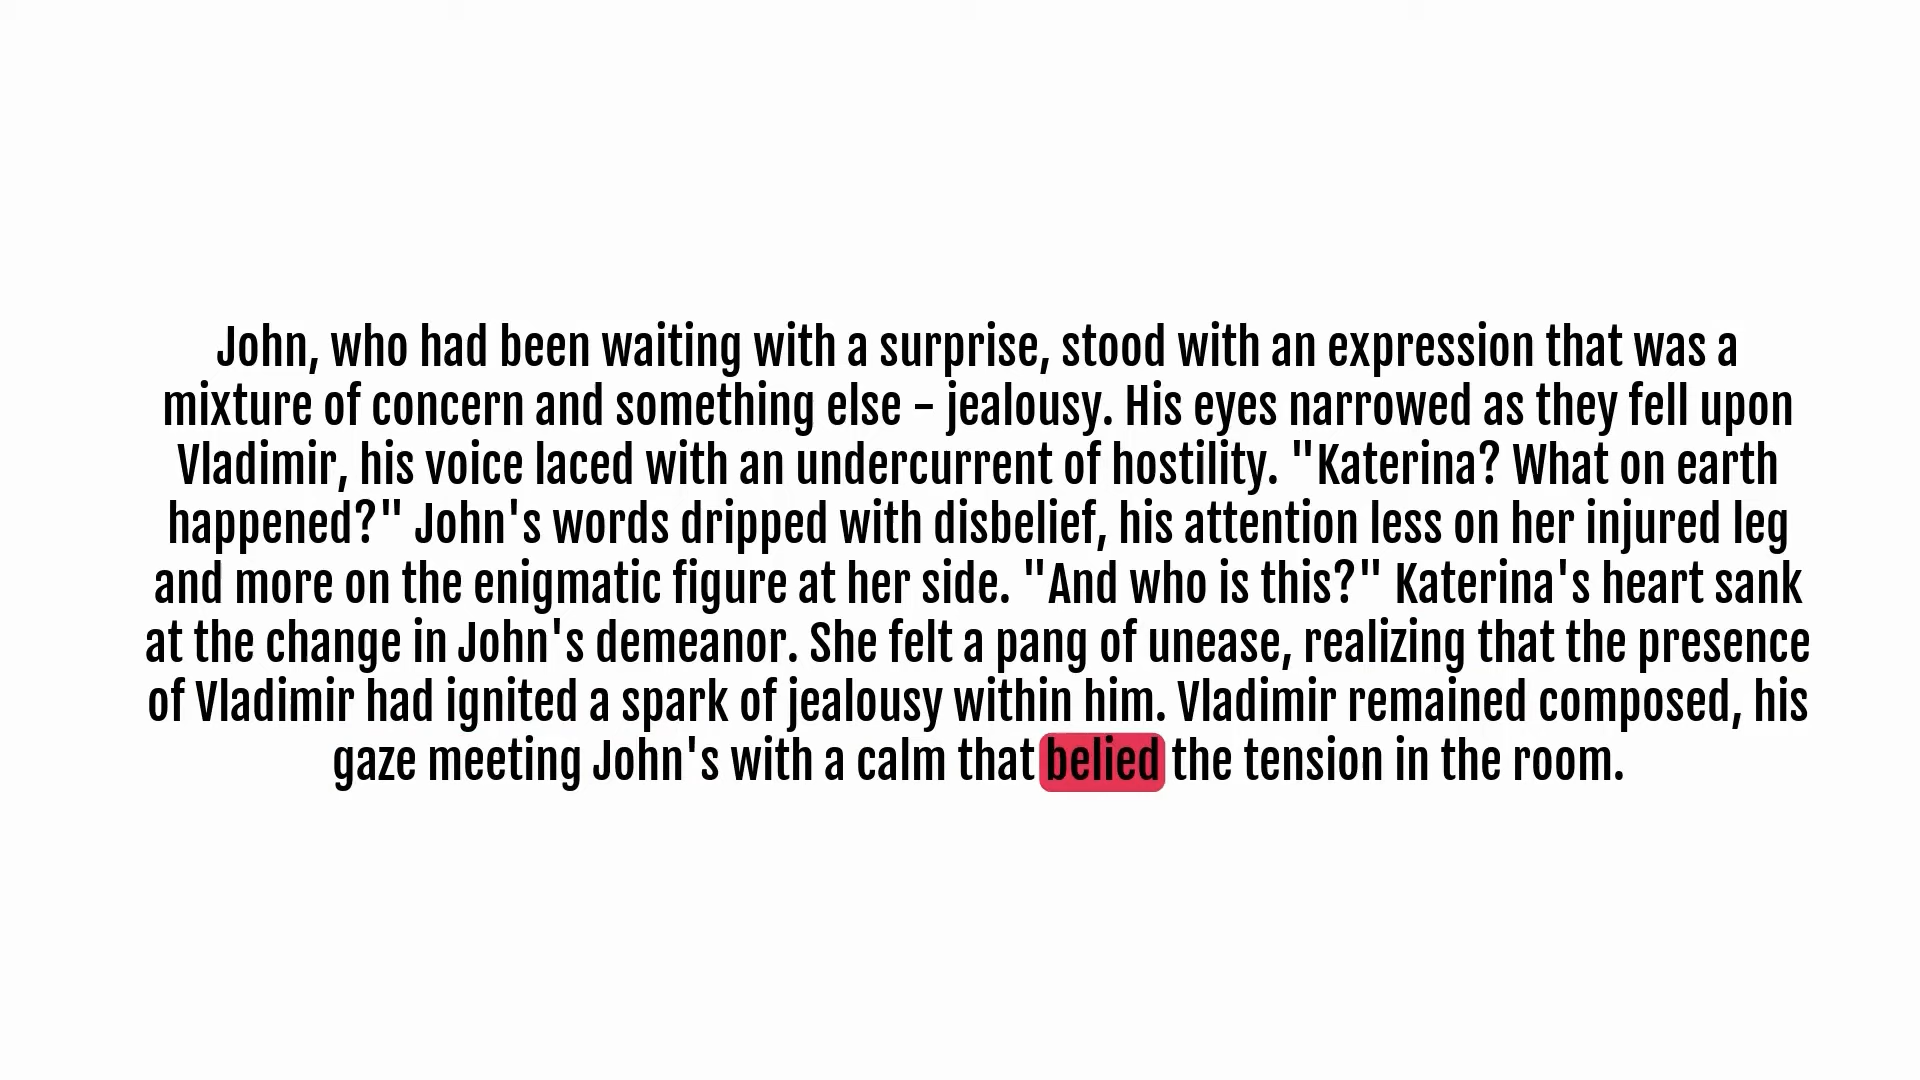 John, who had been waiting with a surprise, stood with an expression that was a
mixture of concern and something else - jealousy. His eyes narrowed as they fell upon
Vladimir, his voice laced with an undercurrent of hostility. "Katerina? What on earth
happened?" John's words dripped with disbelief, his attention less on her injured leg
and more on the enigmatic figure at her side. "And who is this?" Katerina's heart sank
at the change in John's demeanor. She felt a pang of unease, realizing that the presence
of Vladimir had ignited a spark of jealousy within him. Vladimir remained composed, his
gaze meeting John's with a calm that belied the tension in the room.